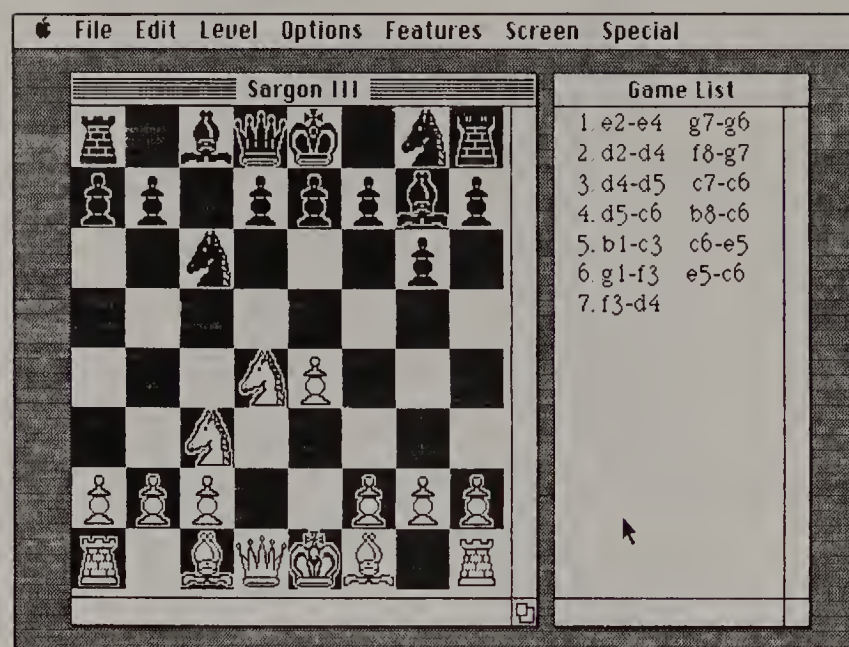 File Edit Level Options Features Screen Special
Sargon III
Game List
1. e2-e4 g7-g6
2. d2-d4 f8-g7
3. d4-d5 c7-c6
4. d5-c6 b8-c6
5. b1-c3 c6-e5
6. g1-f3 e5-c6
7. f3-d4